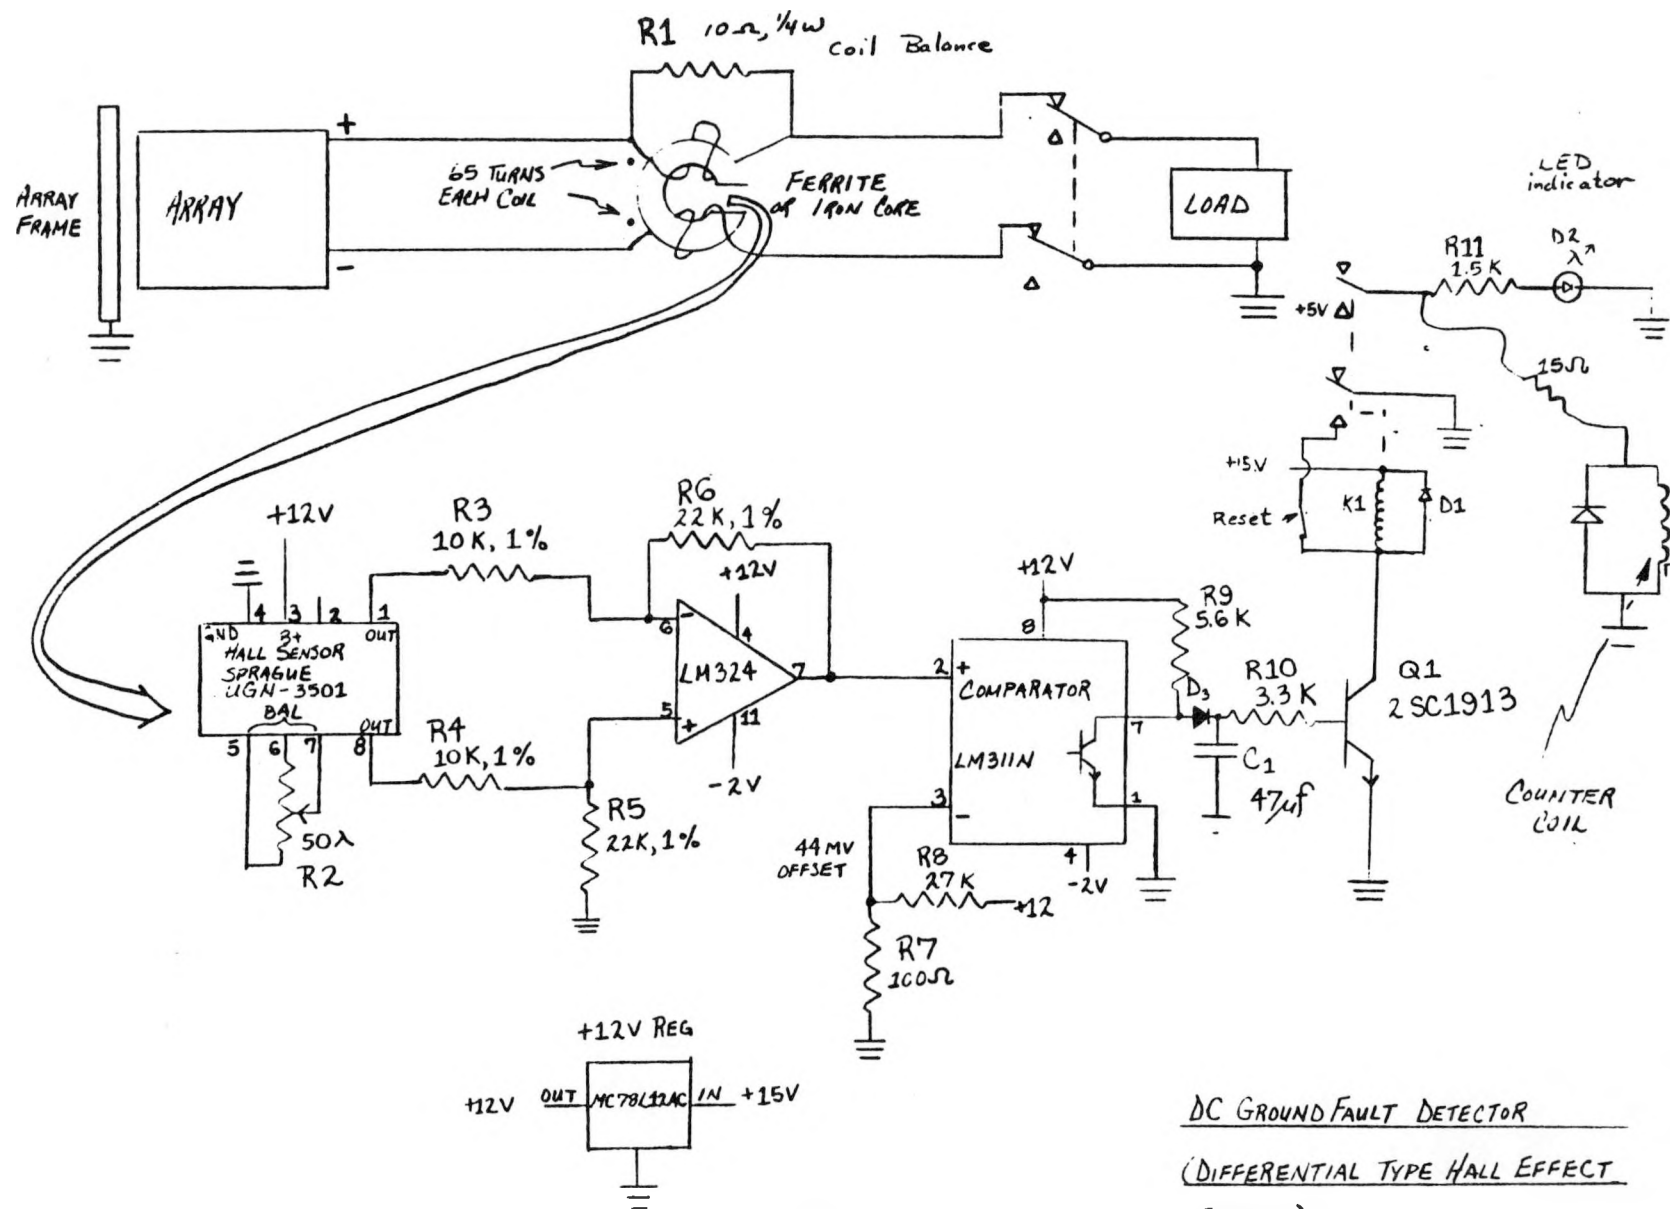 R1 10Ω, 1/4W
Coil Balance
+
65 TURNS
EACH COIL
FERRITE
OR IRON CORE
ARRAY
FRAME
ARRAY
-
LOAD
LED
indicator
R11
1.5K
D2
λ
+5V
15Ω
+15V
Reset
K1
D1
+12V
R3
10K, 1%
R6
22K, 1%
+12V
4 3 2 1
GND B+ OUT
HALL SENSOR
SPRAGUE
UGN-3501
BAL OUT
5 6 7 8
50λ
R2
R4
10K, 1%
R5
22K, 1%
6 -
LM324
7
5 +
4
11
-2V
+12V
8
R9
5.6K
2 +
COMPARATOR
LM311N
3 -
7
1
4
-2V
D3
R10
3.3K
C1
47µf
Q1
2SC1913
COUNTER
COIL
44MV
OFFSET
R8
27K
+12
R7
100Ω
+12V REG
+12V OUT MC78L12AC IN +15V
DC GROUND FAULT DETECTOR
(DIFFERENTIAL TYPE HALL EFFECT